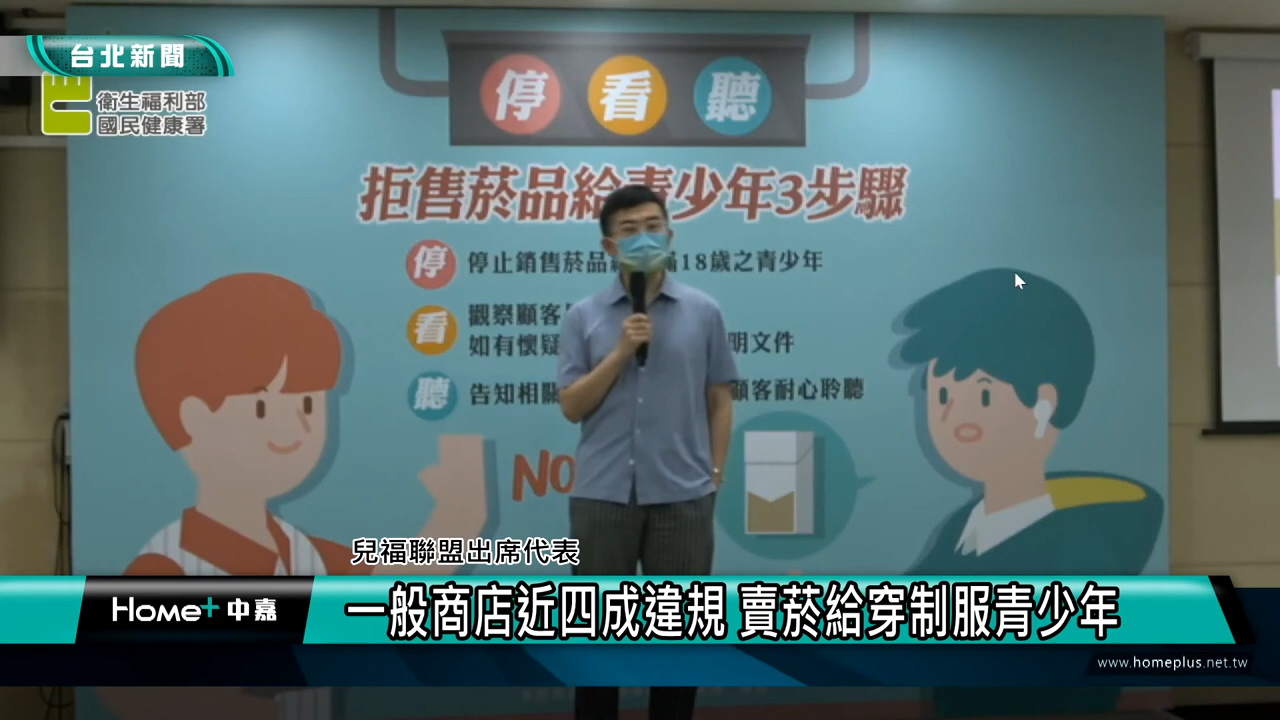 台北新聞
衛生福利部
國民健康署
停 看 聽
拒售菸品給青少年3步驟
停 停止銷售菸品給 滿18歲之青少年
看 觀察顧客
如有懷疑 明文件
聽 告知相關 顧客耐心聆聽
NO
兒福聯盟出席代表
Home+中嘉
一般商店近四成違規 賣菸給穿制服青少年
www.homeplus.net.tw